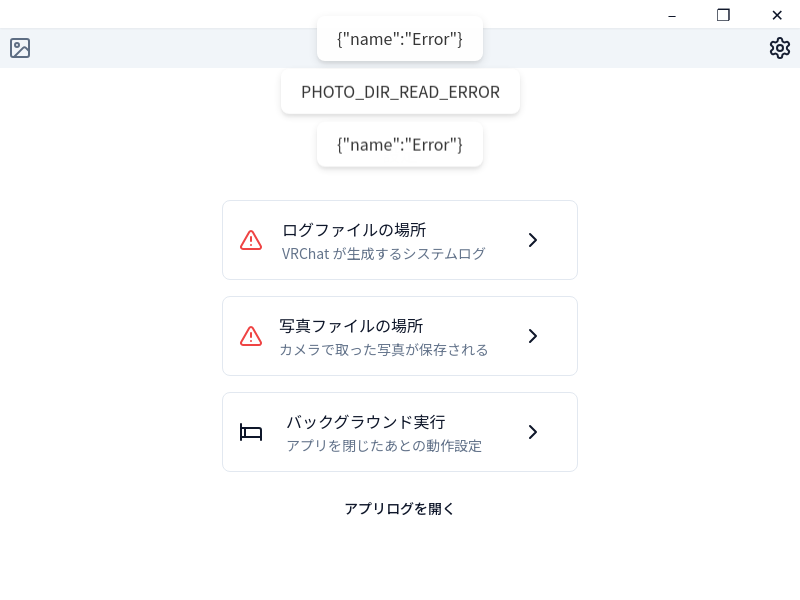 {"name":"Error"}
PHOTO_DIR_READ_ERROR
{"name":"Error"}
ログファイルの場所
VRChat が生成するシステムログ
写真ファイルの場所
カメラで取った写真が保存される
バックグラウンド実行
アプリを閉じたあとの動作設定
アプリログを開く